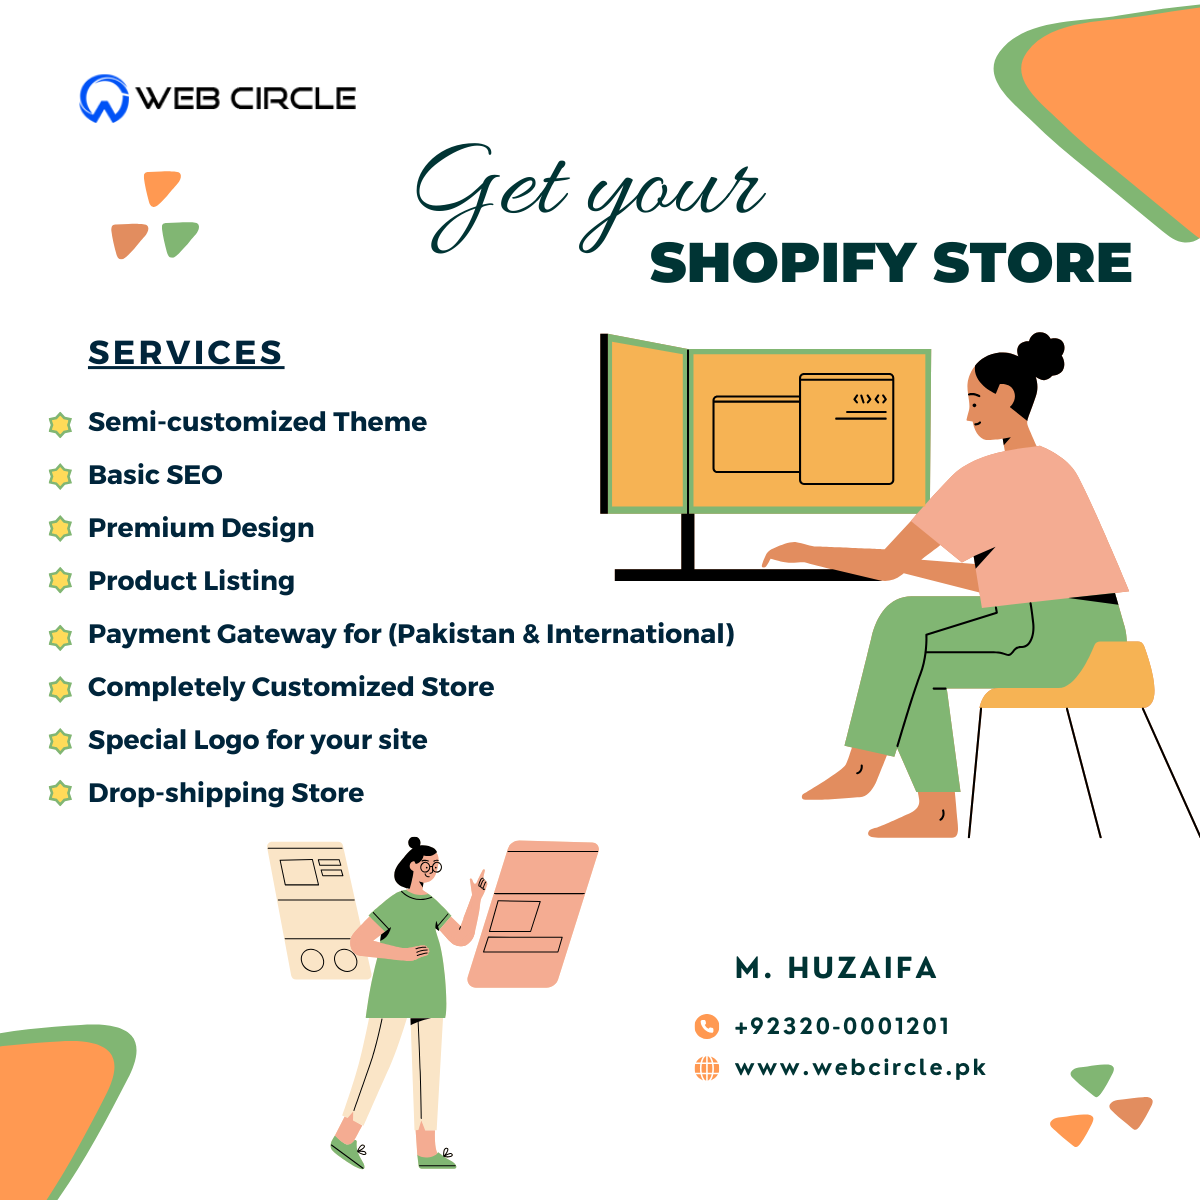 WEB CIRCLE
Get your
SHOPIFY STORE
SERVICES
Semi-customized Theme
Basic SEO
Premium Design
Product Listing
Payment Gateway for (Pakistan & International)
Completely Customized Store
Special Logo for your site
Drop-shipping Store
<\><>
M. HUZAIFA
+92320-0001201
www.webcircle.pk